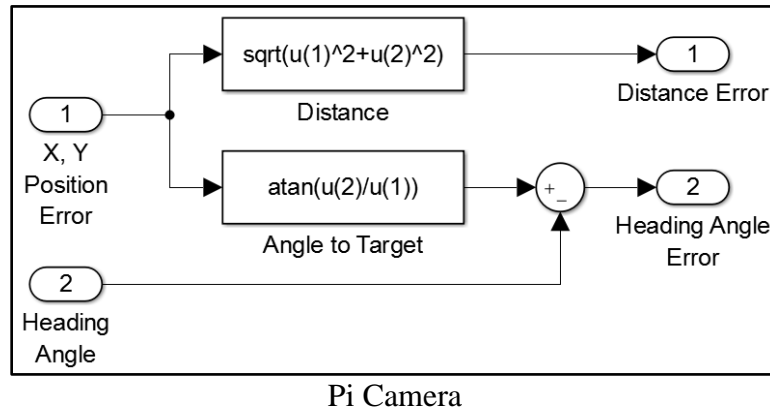 sqrt(u(1)^2+u(2)^2)
Distance
1
Distance Error
1
X, Y
Position
Error
atan(u(2)/u(1))
Angle to Target
+
_
2
Heading Angle
Error
2
Heading
Angle
Pi Camera